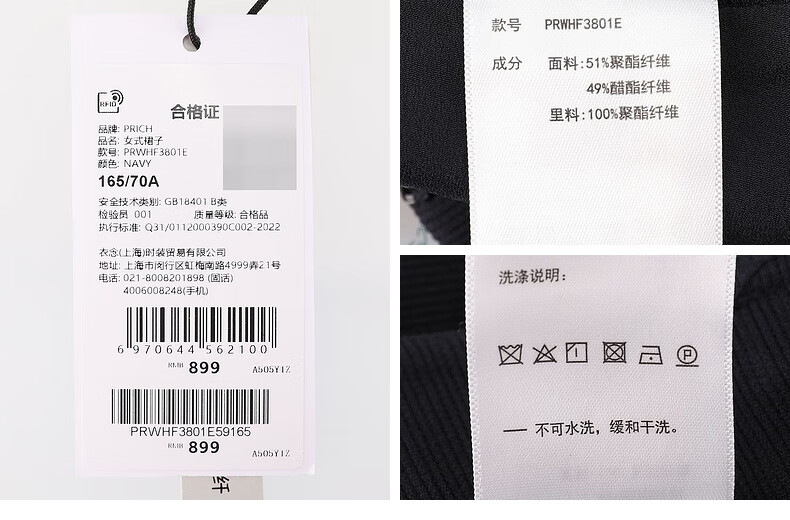 RFID
合格证
品牌: PRICH
品名: 女式裙子
款号: PRWHF3801E
颜色: NAVY
165/70A
安全技术类别: GB18401 B类
检验员 001 质量等级: 合格品
执行标准: Q31/0112000390C002-2022
衣念(上海)时装贸易有限公司
地址: 上海市闵行区虹梅南路4999弄21号
电话: 021-8008201898 (固话)
4006008248(手机)
6 970644 562100
RMB 899 A505YIZ
PRWHF3801E59165
RMB 899 A505YIZ
纤
款号 PRWHF3801E
成分 面料:51%聚酯纤维
49%醋酯纤维
里料:100%聚酯纤维
洗涤说明:
P
— 不可水洗，缓和干洗。